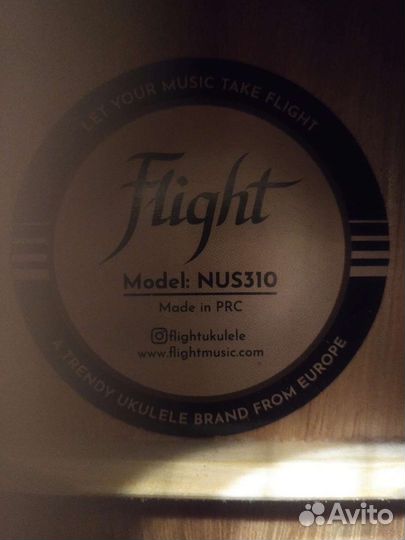 LET YOUR MUSIC TAKE FLIGHT
Flight
Model: NUS310
Made in PRC
flightukulele
www.flightmusic.com
A TRENDY UKULELE BRAND FROM EUROPE
Avito